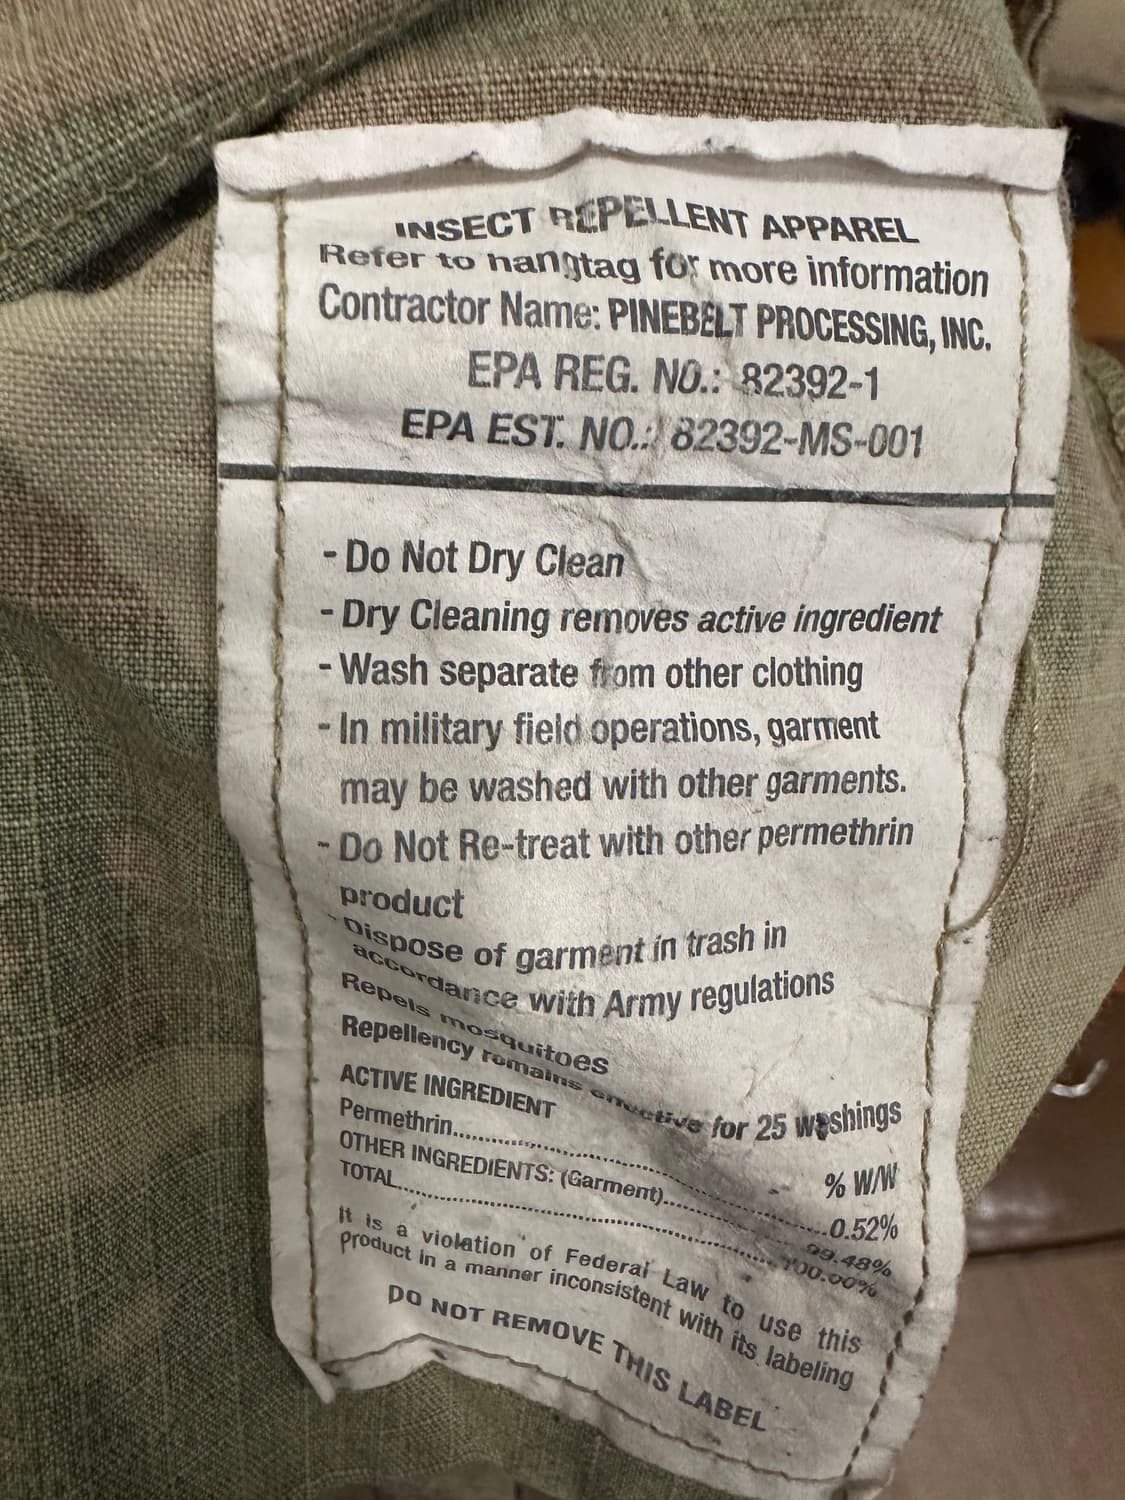 INSECT REPELLENT APPAREL
Refer to hangtag for more information
Contractor Name: PINEBELT PROCESSING, INC.
EPA REG. NO.: 82392-1
EPA EST. NO.: 82392-MS-001
- Do Not Dry Clean
- Dry Cleaning removes active ingredient
- Wash separate from other clothing
- In military field operations, garment
may be washed with other garments.
- Do Not Re-treat with other permethrin
product
- Dispose of garment in trash in
accordance with Army regulations
Repels mosquitoes
Repellency remains effective for 25 washings
ACTIVE INGREDIENT % W/W
Permethrin..............................0.52%
OTHER INGREDIENTS: (Garment)..............99.48%
TOTAL..............................100.00%
It is a violation of Federal Law to use this
Product in a manner inconsistent with its labeling
DO NOT REMOVE THIS LABEL